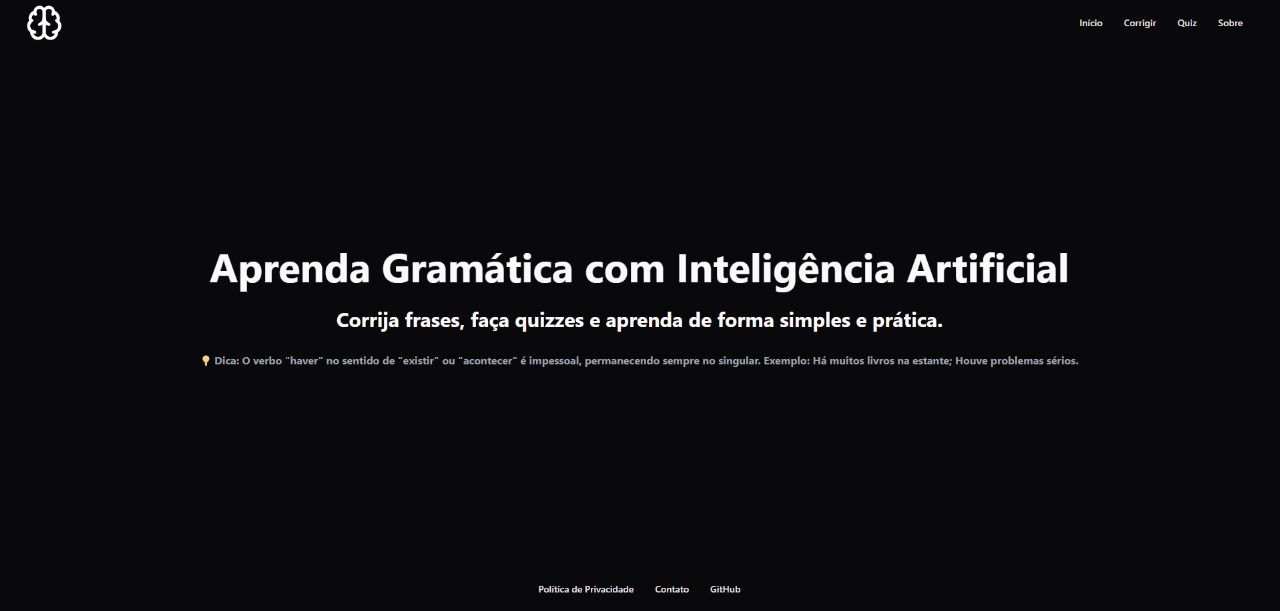 Início Corrigir Quiz Sobre
Aprenda Gramática com Inteligência Artificial
Corrija frases, faça quizzes e aprenda de forma simples e prática.
💡 Dica: O verbo "haver" no sentido de "existir" ou "acontecer" é impessoal, permanecendo sempre no singular. Exemplo: Há muitos livros na estante; Houve problemas sérios.
Política de Privacidade Contato GitHub